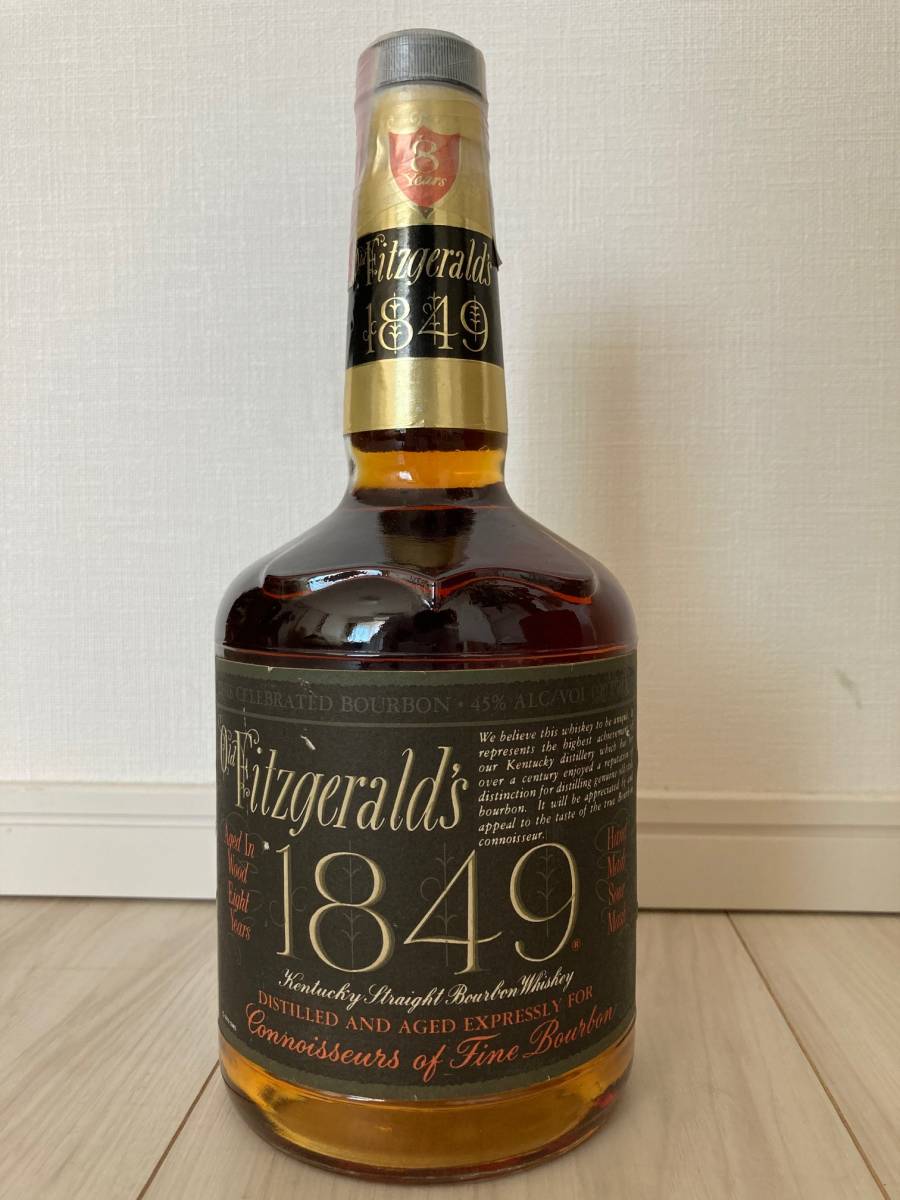 8
Years
Old Fitzgerald's
1849
CELEBRATED BOURBON • 45% ALC/VOL
Old Fitzgerald's
We believe this whiskey to be unique. It
represents the highest achievement
our Kentucky distillery which has
over a century enjoyed a reputation
distinction for distilling genuine
bourbon. It will be appreciated by
appeal to the taste of the true
connoisseur.
Aged In
Wood
Eight
Years
1849®
Hand
Made
Sour
Mash
Kentucky Straight Bourbon Whiskey
DISTILLED AND AGED EXPRESSLY FOR
Connoisseurs of Fine Bourbon